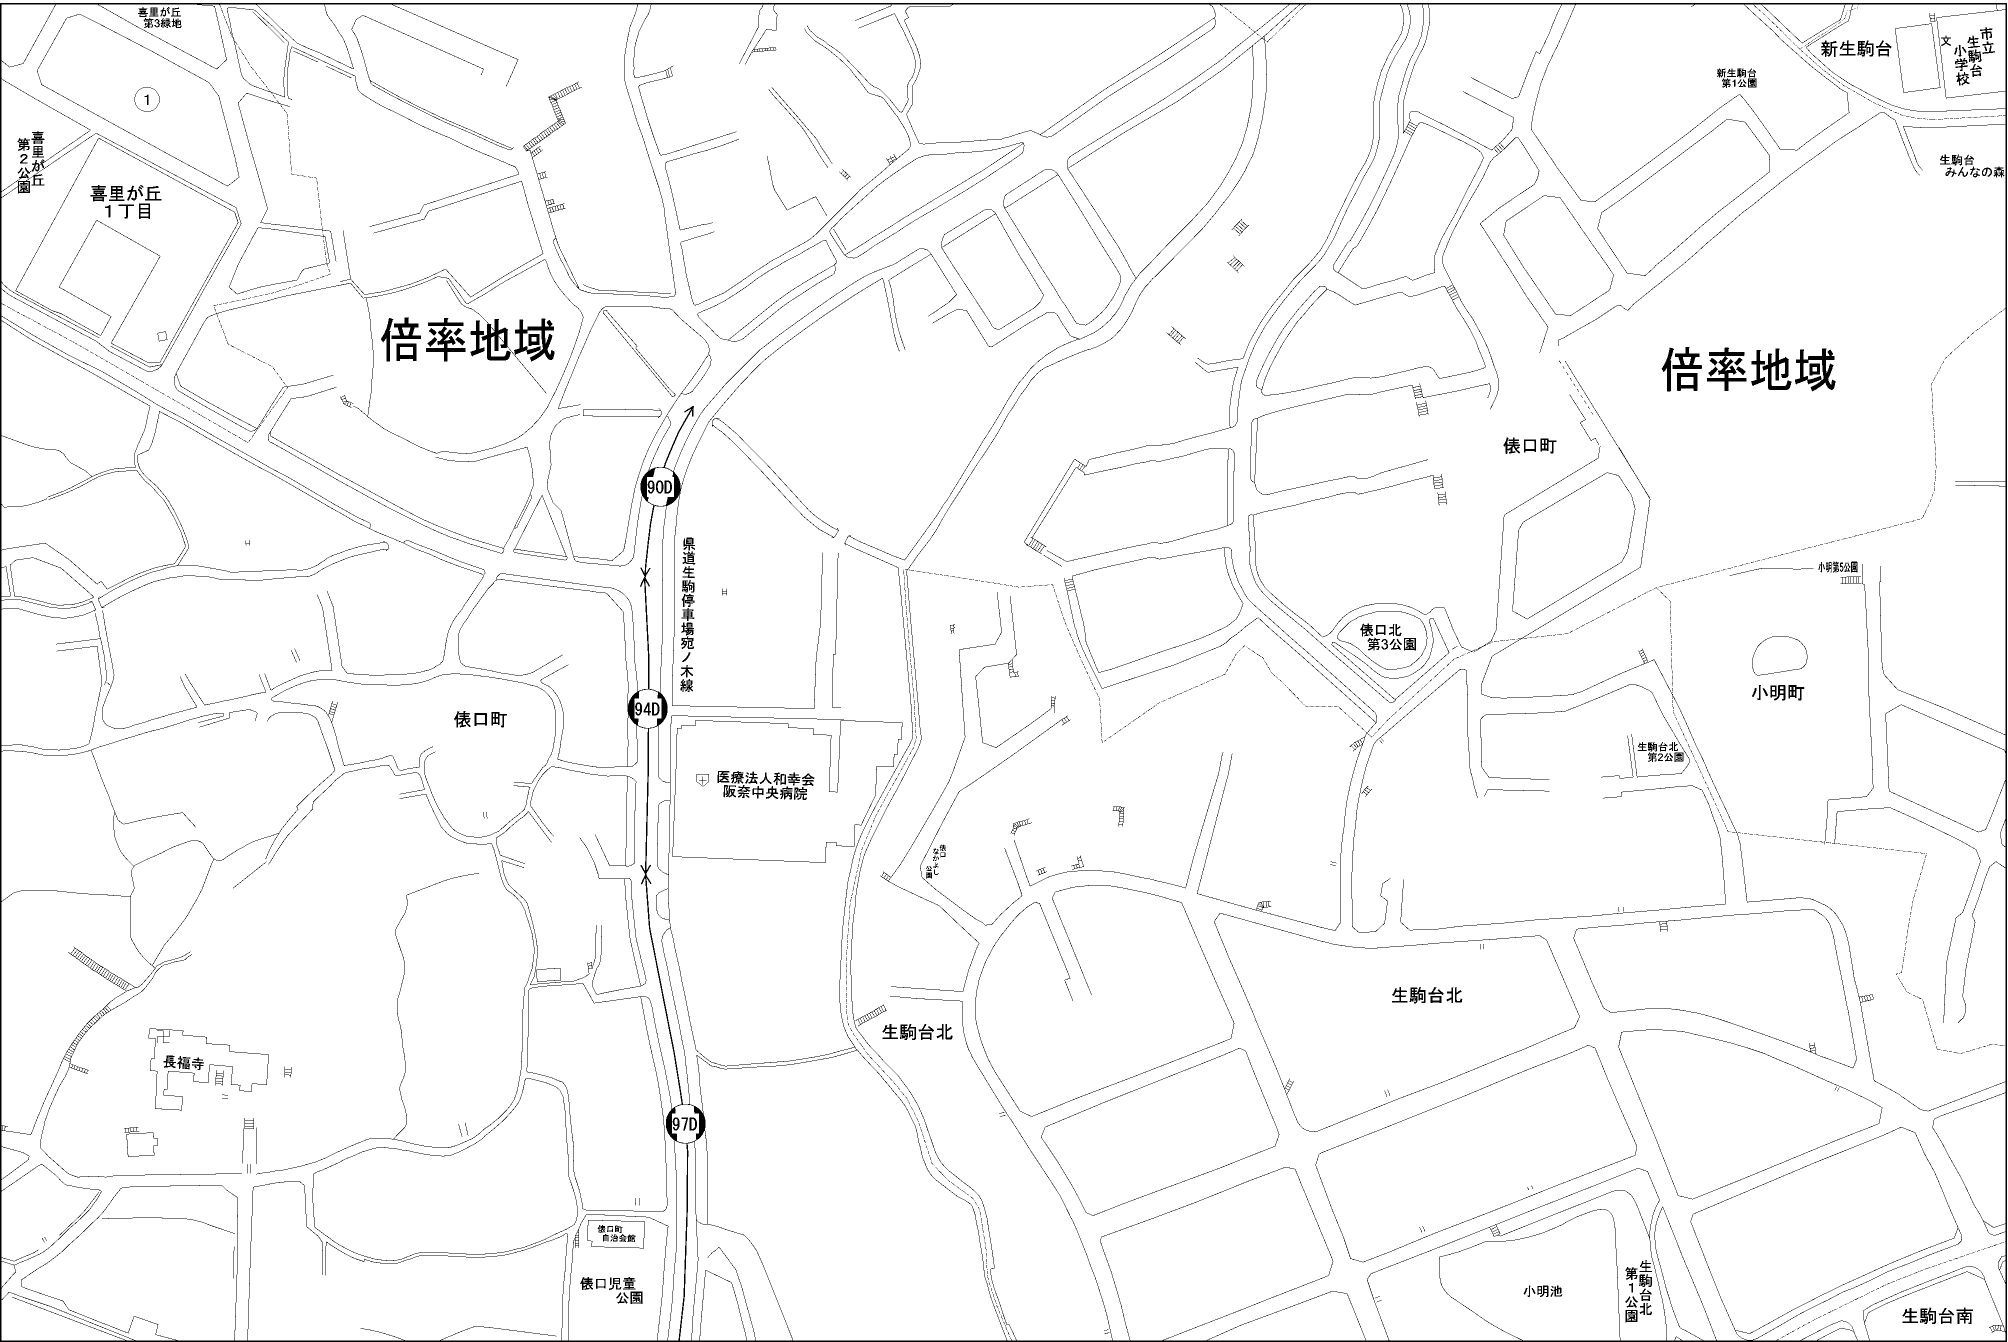 喜里が丘
第3緑地
1
喜里が丘
第2公園
喜里が丘
1丁目
倍率地域
新生駒台
市立
生駒台
小学校
文
新生駒台
第1公園
生駒台
みんなの森
倍率地域
俵口町
90D
県道生駒停車場宛ノ木線
小明第5公園
俵口北
第3公園
小明町
94D
俵口町
医療法人和幸会
阪奈中央病院
生駒台北
第2公園
俵口
なかよし
公園
生駒台北
生駒台北
長福寺
97D
俵口町
自治会館
俵口児童
公園
小明池
生駒台北
第1公園
生駒台南